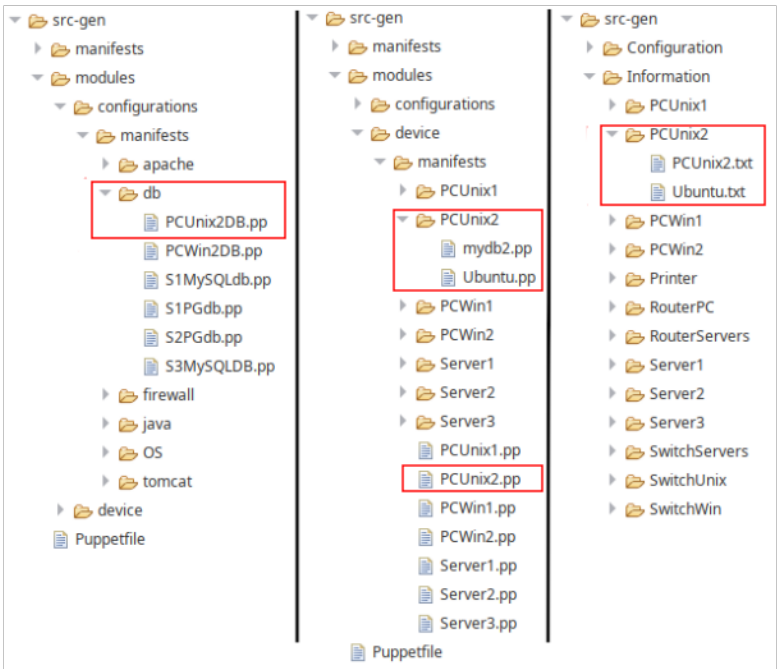 src-gen
manifests
modules
configurations
manifests
apache
db
PCUnix2DB.pp
PCWin2DB.pp
S1MySQLdb.pp
S1PGdb.pp
S2PGdb.pp
S3MySQLDB.pp
firewall
java
OS
tomcat
device
Puppetfile
src-gen
manifests
modules
configurations
device
manifests
PCUnix1
PCUnix2
mydb2.pp
Ubuntu.pp
PCWin1
PCWin2
Server1
Server2
Server3
PCUnix1.pp
PCUnix2.pp
PCWin1.pp
PCWin2.pp
Server1.pp
Server2.pp
Server3.pp
Puppetfile
src-gen
Configuration
Information
PCUnix1
PCUnix2
PCUnix2.txt
Ubuntu.txt
PCWin1
PCWin2
Printer
RouterPC
RouterServers
Server1
Server2
Server3
SwitchServers
SwitchUnix
SwitchWin